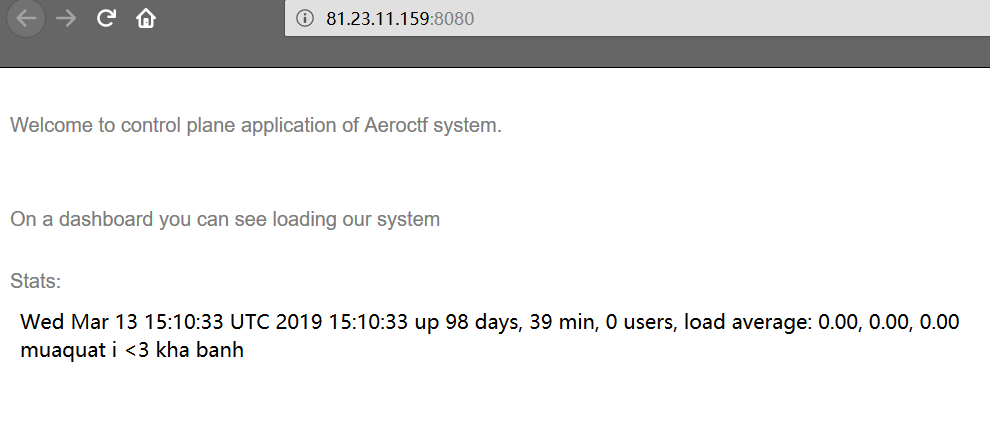 81.23.11.159:8080
Welcome to control plane application of Aeroctf system.
On a dashboard you can see loading our system
Stats:
Wed Mar 13 15:10:33 UTC 2019 15:10:33 up 98 days, 39 min, 0 users, load average: 0.00, 0.00, 0.00
muaquat i <3 kha banh